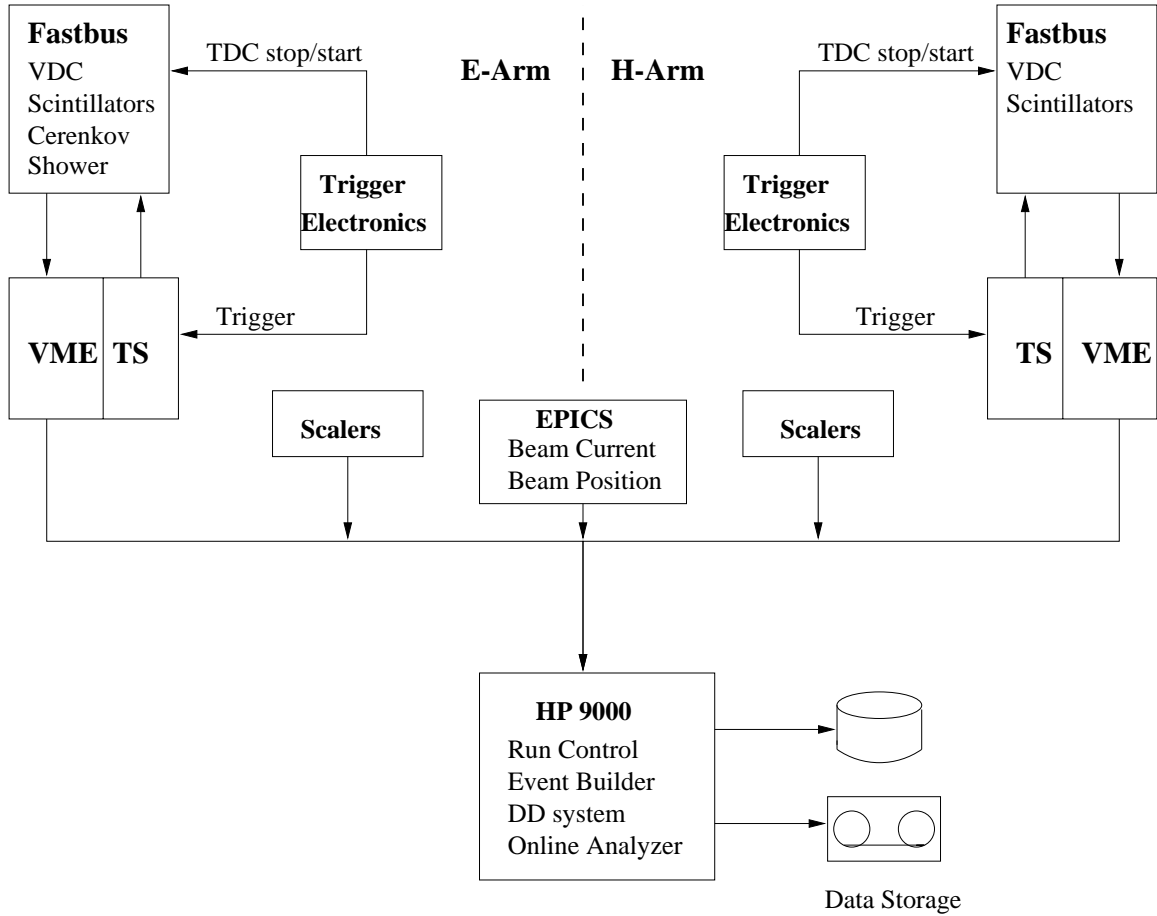 Fastbus
VDC
Scintillators
Cerenkov
Shower
TDC stop/start
E-Arm
H-Arm
TDC stop/start
Fastbus
VDC
Scintillators
Trigger
Electronics
Trigger
Electronics
Trigger
Trigger
VME
TS
TS
VME
Scalers
EPICS
Beam Current
Beam Position
Scalers
HP 9000
Run Control
Event Builder
DD system
Online Analyzer
Data Storage